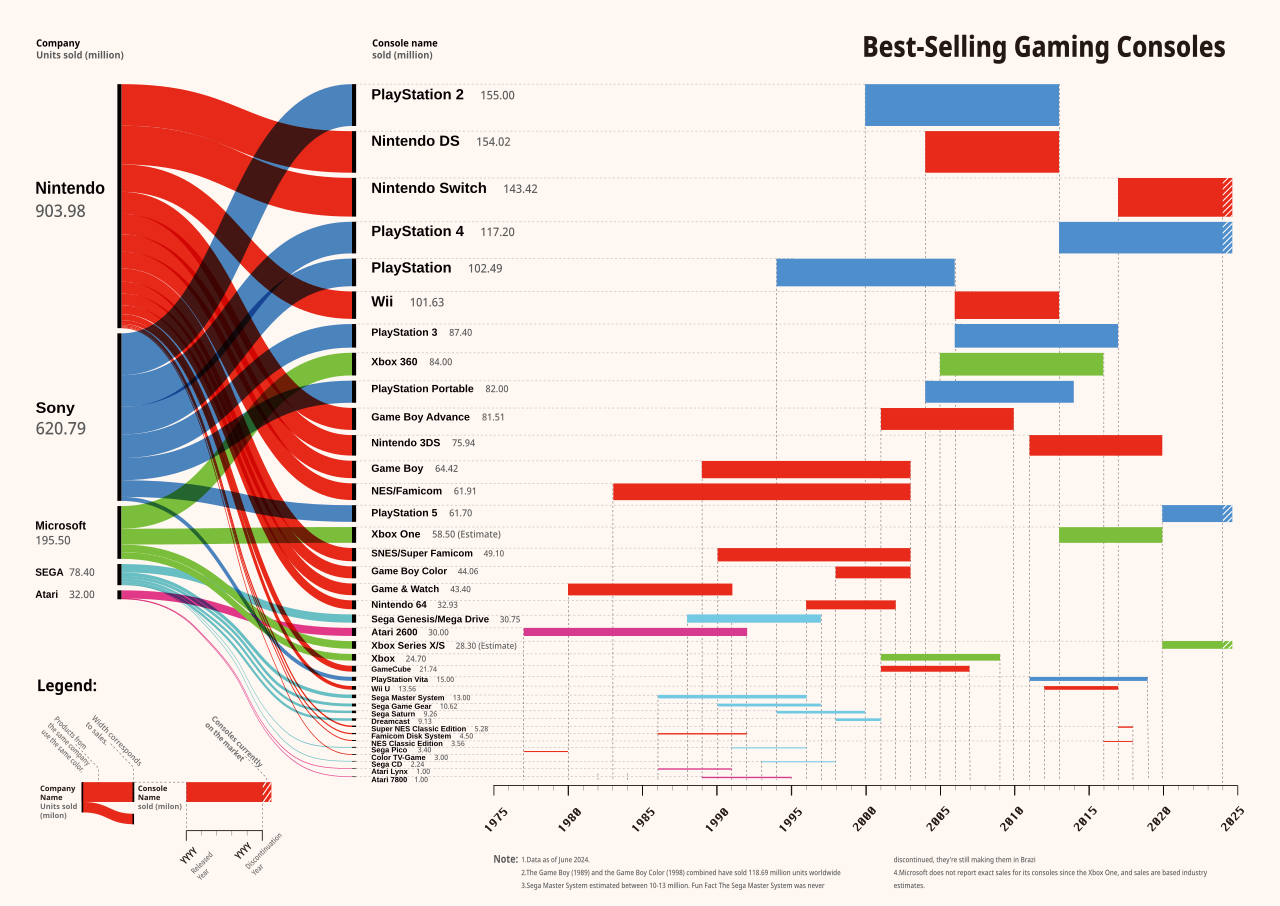 Best-Selling Gaming Consoles
Company
Units sold (million)
Console name
sold (million)
Nintendo
903.98
Sony
620.79
Microsoft
195.50
SEGA 78.40
Atari 32.00
PlayStation 2 155.00
Nintendo DS 154.02
Nintendo Switch 143.42
PlayStation 4 117.20
PlayStation 102.49
Wii 101.63
PlayStation 3 87.40
Xbox 360 84.00
PlayStation Portable 82.00
Game Boy Advance 81.51
Nintendo 3DS 75.94
Game Boy 64.42
NES/Famicom 61.91
PlayStation 5 61.70
Xbox One 58.50 (Estimate)
SNES/Super Famicom 49.10
Game Boy Color 44.06
Game & Watch 43.40
Nintendo 64 32.93
Sega Genesis/Mega Drive 30.75
Atari 2600 30.00
Xbox Series X/S 28.30 (Estimate)
Xbox 24.70
GameCube 21.74
PlayStation Vita 15.00
Wii U 13.56
Sega Master System 13.00
Sega Game Gear 10.62
Sega Saturn 9.26
Dreamcast 9.13
Super NES Classic Edition 5.28
Famicom Disk System 4.50
NES Classic Edition 3.56
Sega Pico 3.40
Color TV-Game 3.00
Sega CD 2.24
Atari Lynx 1.00
Atari 7800 1.00
1975
1980
1985
1990
1995
2000
2005
2010
2015
2020
2025
Legend:
Products from
the same company
use the same color.
Width corresponds
to sales.
Consoles currently
on the market
Company
Name
Units sold
(milon)
Console
Name
sold (milon)
YYYY
Released
Year
YYYY
Discontinuation
Year
Note: 1.Data as of June 2024.
2.The Game Boy (1989) and the Game Boy Color (1998) combined have sold 118.69 million units worldwide
3.Sega Master System estimated between 10-13 million. Fun Fact The Sega Master System was never
discontinued, they're still making them in Brazi
4.Microsoft does not report exact sales for its consoles since the Xbox One, and sales are based industry
estimates.